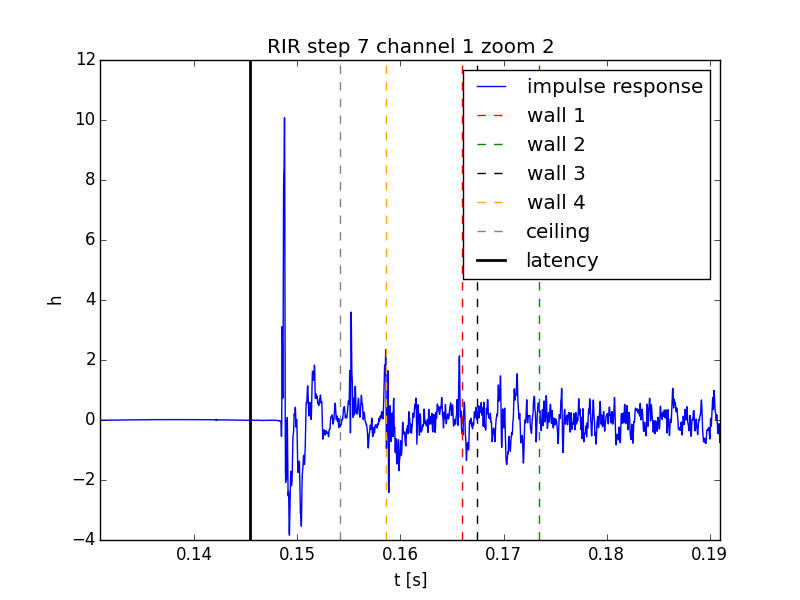 RIR step 7 channel 1 zoom 2
12
10
8
6
4
2
0
−2
−4
h
impulse response
wall 1
wall 2
wall 3
wall 4
ceiling
latency
0.14
0.15
0.16
0.17
0.18
0.19
t [s]